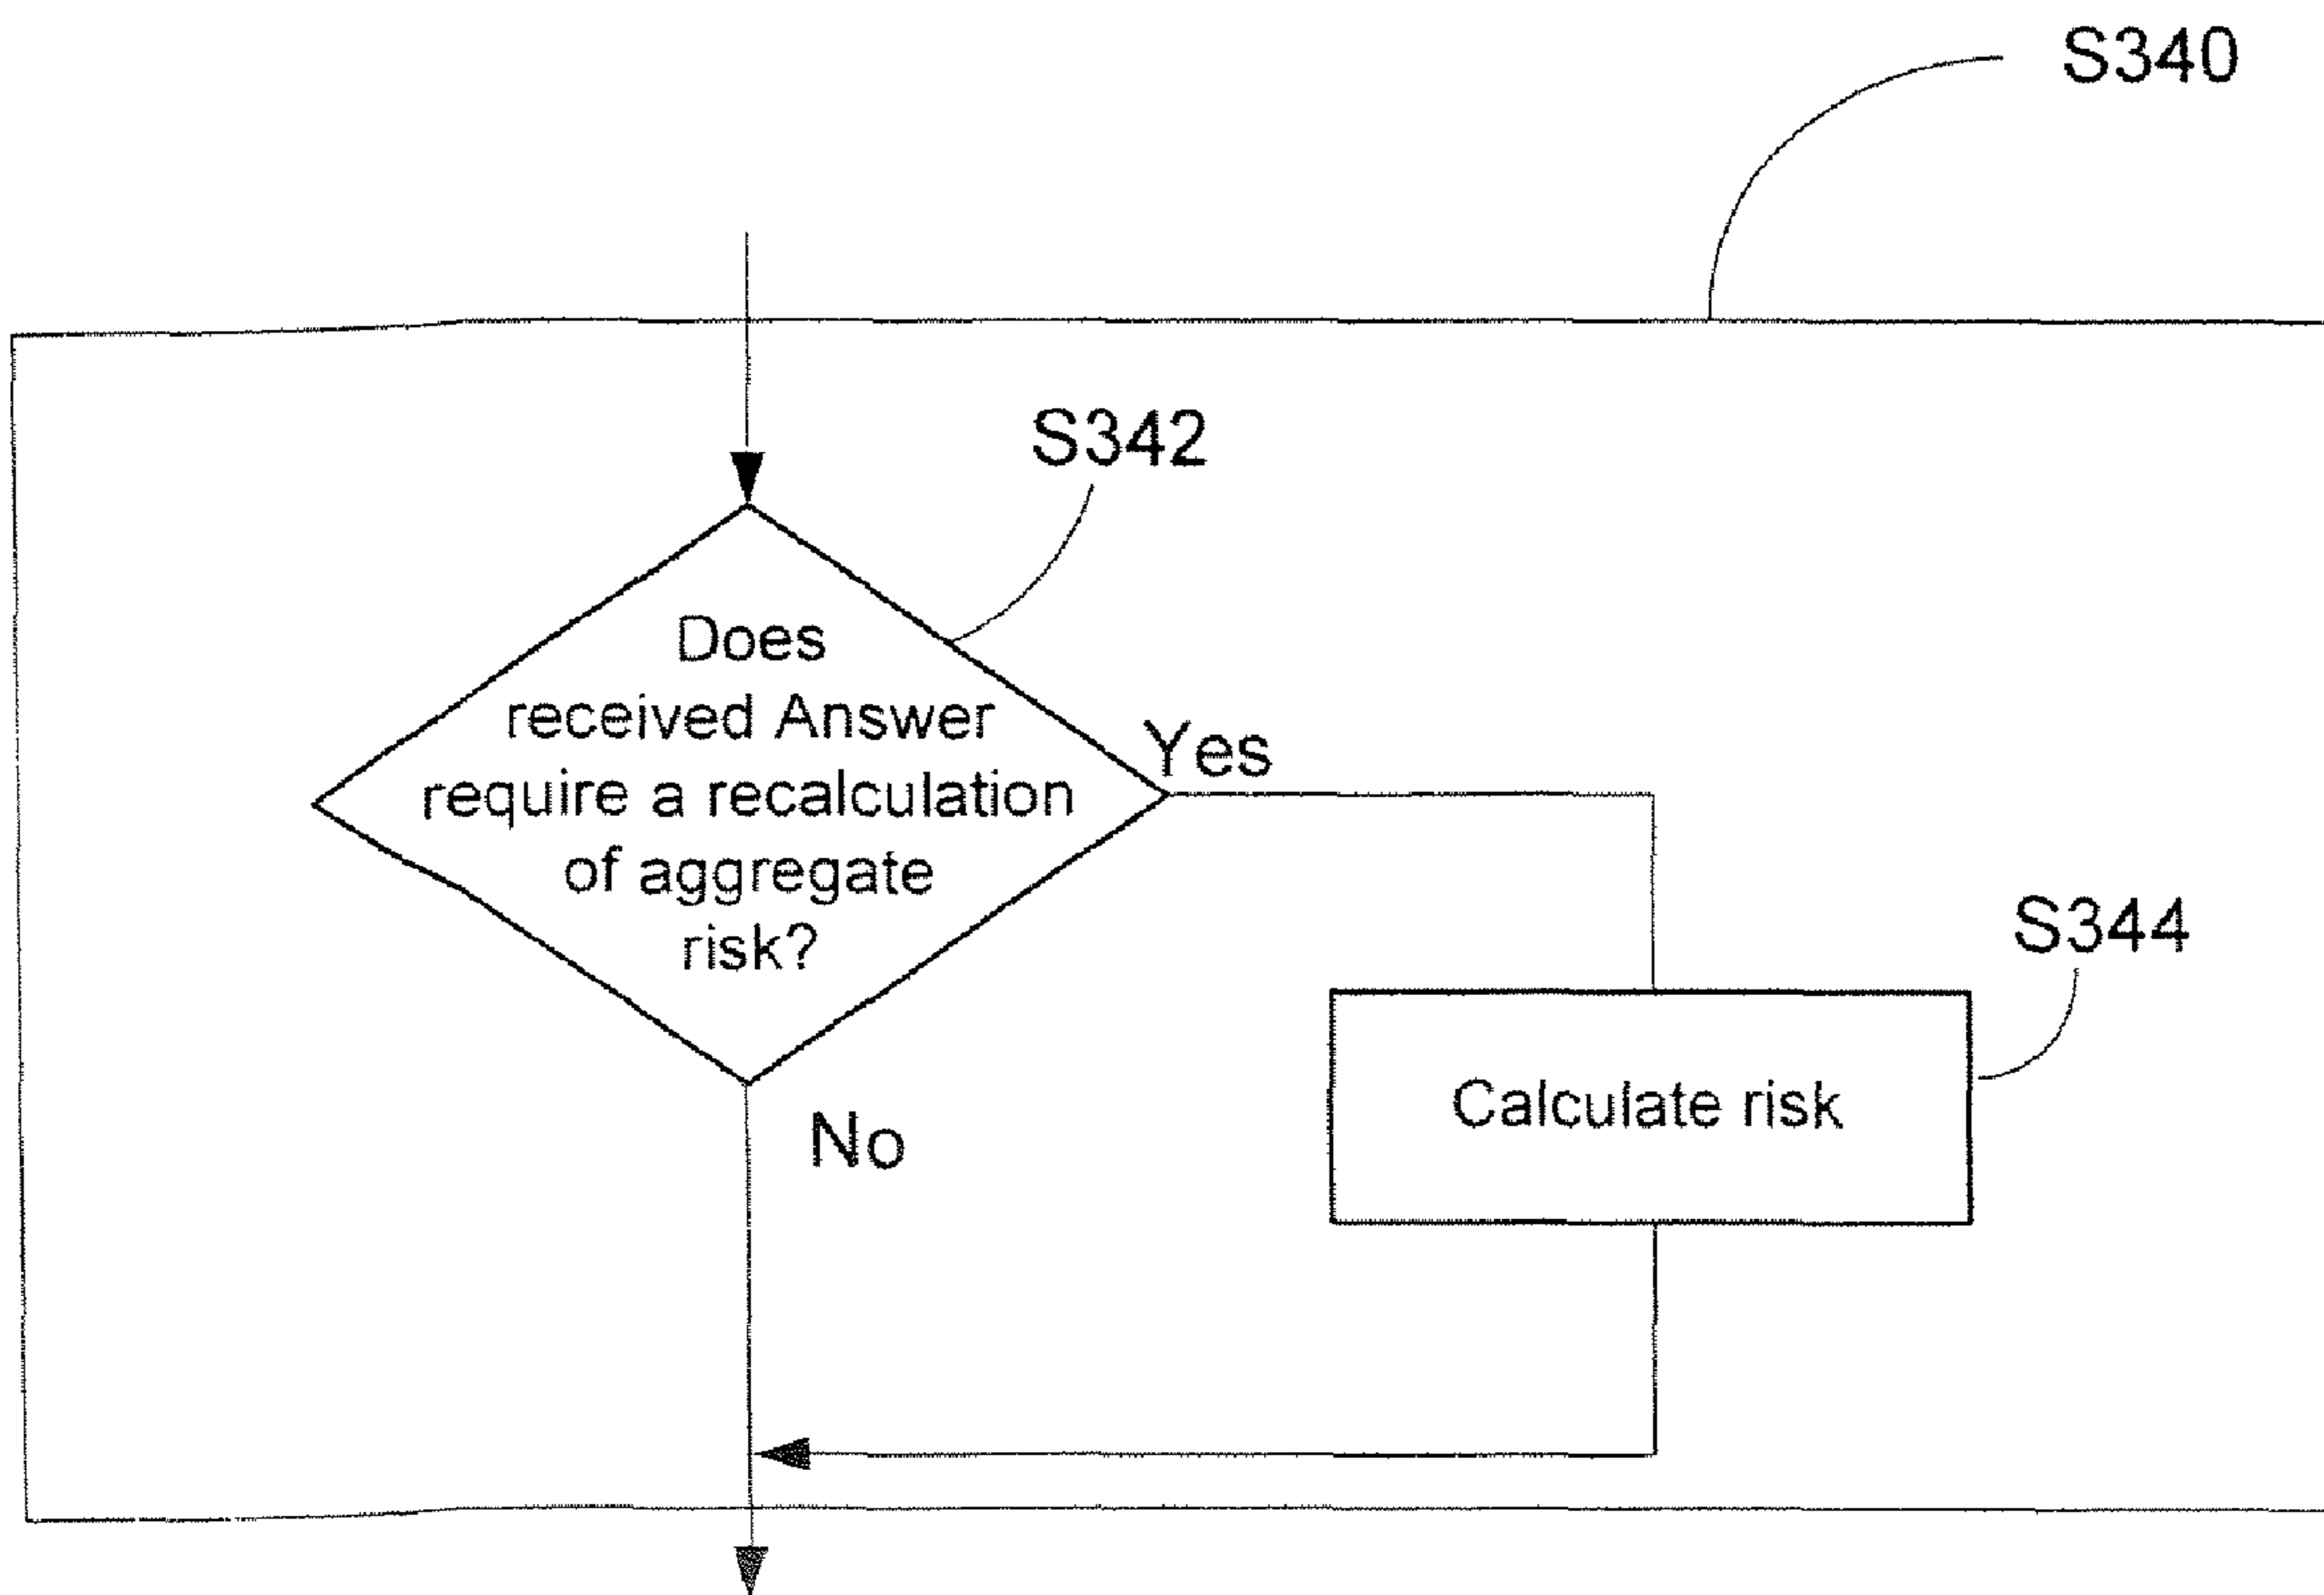 S340
S342
Does
received Answer
require a recalculation
of aggregate
risk?
Yes
S344
Calculate risk
No